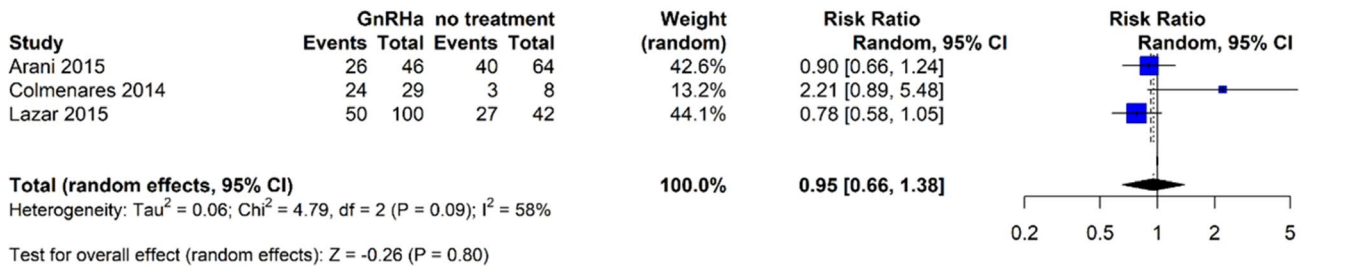 GnRHa no treatment Weight Risk Ratio Risk Ratio
Study Events Total Events Total (random) Random, 95% CI Random, 95% CI
Arani 2015 26 46 40 64 42.6% 0.90 [0.66, 1.24]
Colmenares 2014 24 29 3 8 13.2% 2.21 [0.89, 5.48]
Lazar 2015 50 100 27 42 44.1% 0.78 [0.58, 1.05]
Total (random effects, 95% CI) 100.0% 0.95 [0.66, 1.38]
Heterogeneity: Tau² = 0.06; Chi² = 4.79, df = 2 (P = 0.09); I² = 58%
0.2 0.5 1 2 5
Test for overall effect (random effects): Z = -0.26 (P = 0.80)